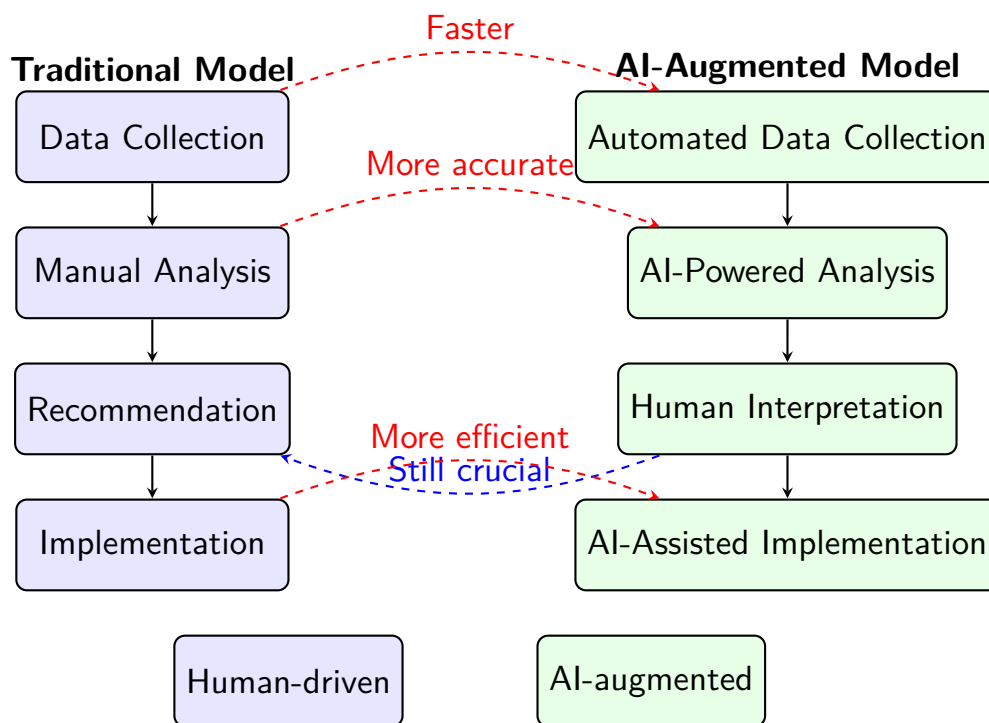 Faster
Traditional Model
AI-Augmented Model
Data Collection
Automated Data Collection
More accurate
Manual Analysis
AI-Powered Analysis
Recommendation
Human Interpretation
More efficient
Still crucial
Implementation
AI-Assisted Implementation
Human-driven
AI-augmented